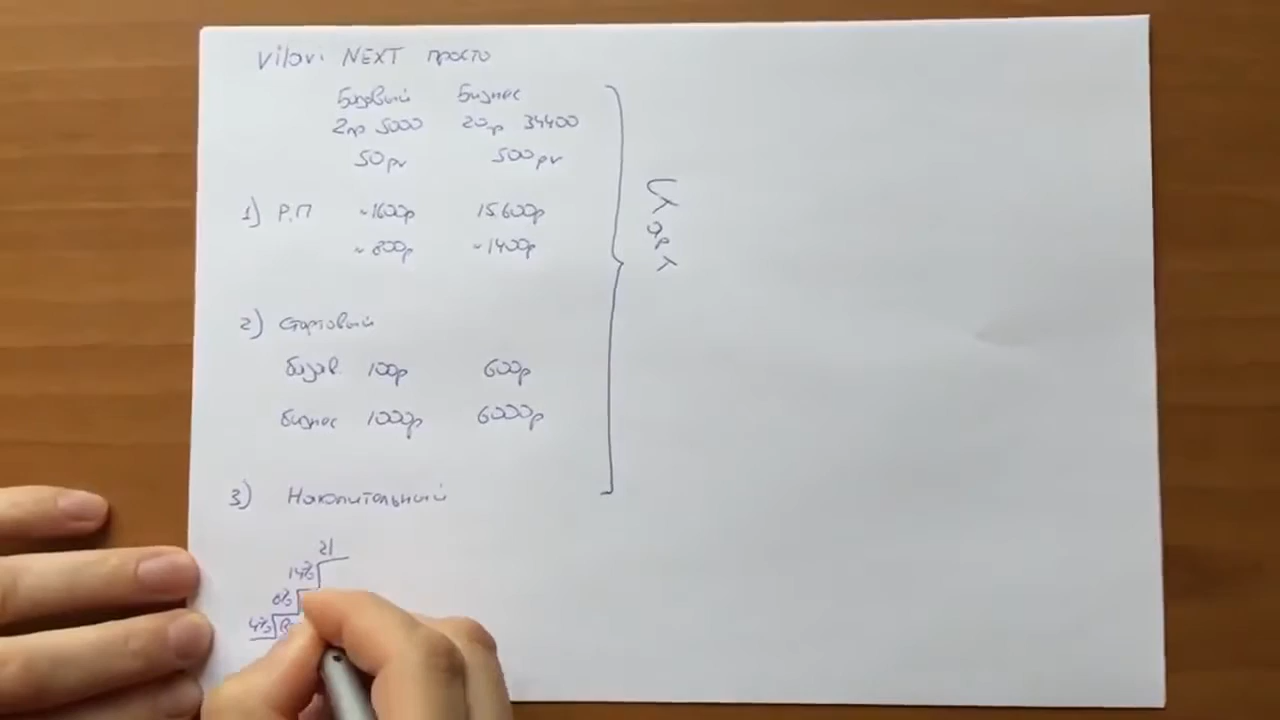 Vilavi NEXT просто
Базовый Бизнес
2пр 5000 20пр 34400
50pv 500pv
1) Р.П ~1600р 15.600р
~800р ~1400р
2) Стартовый
базов. 100р 600р
бизнес 1000р 6000р
3) Накопительный
21
14%
4%
Старт